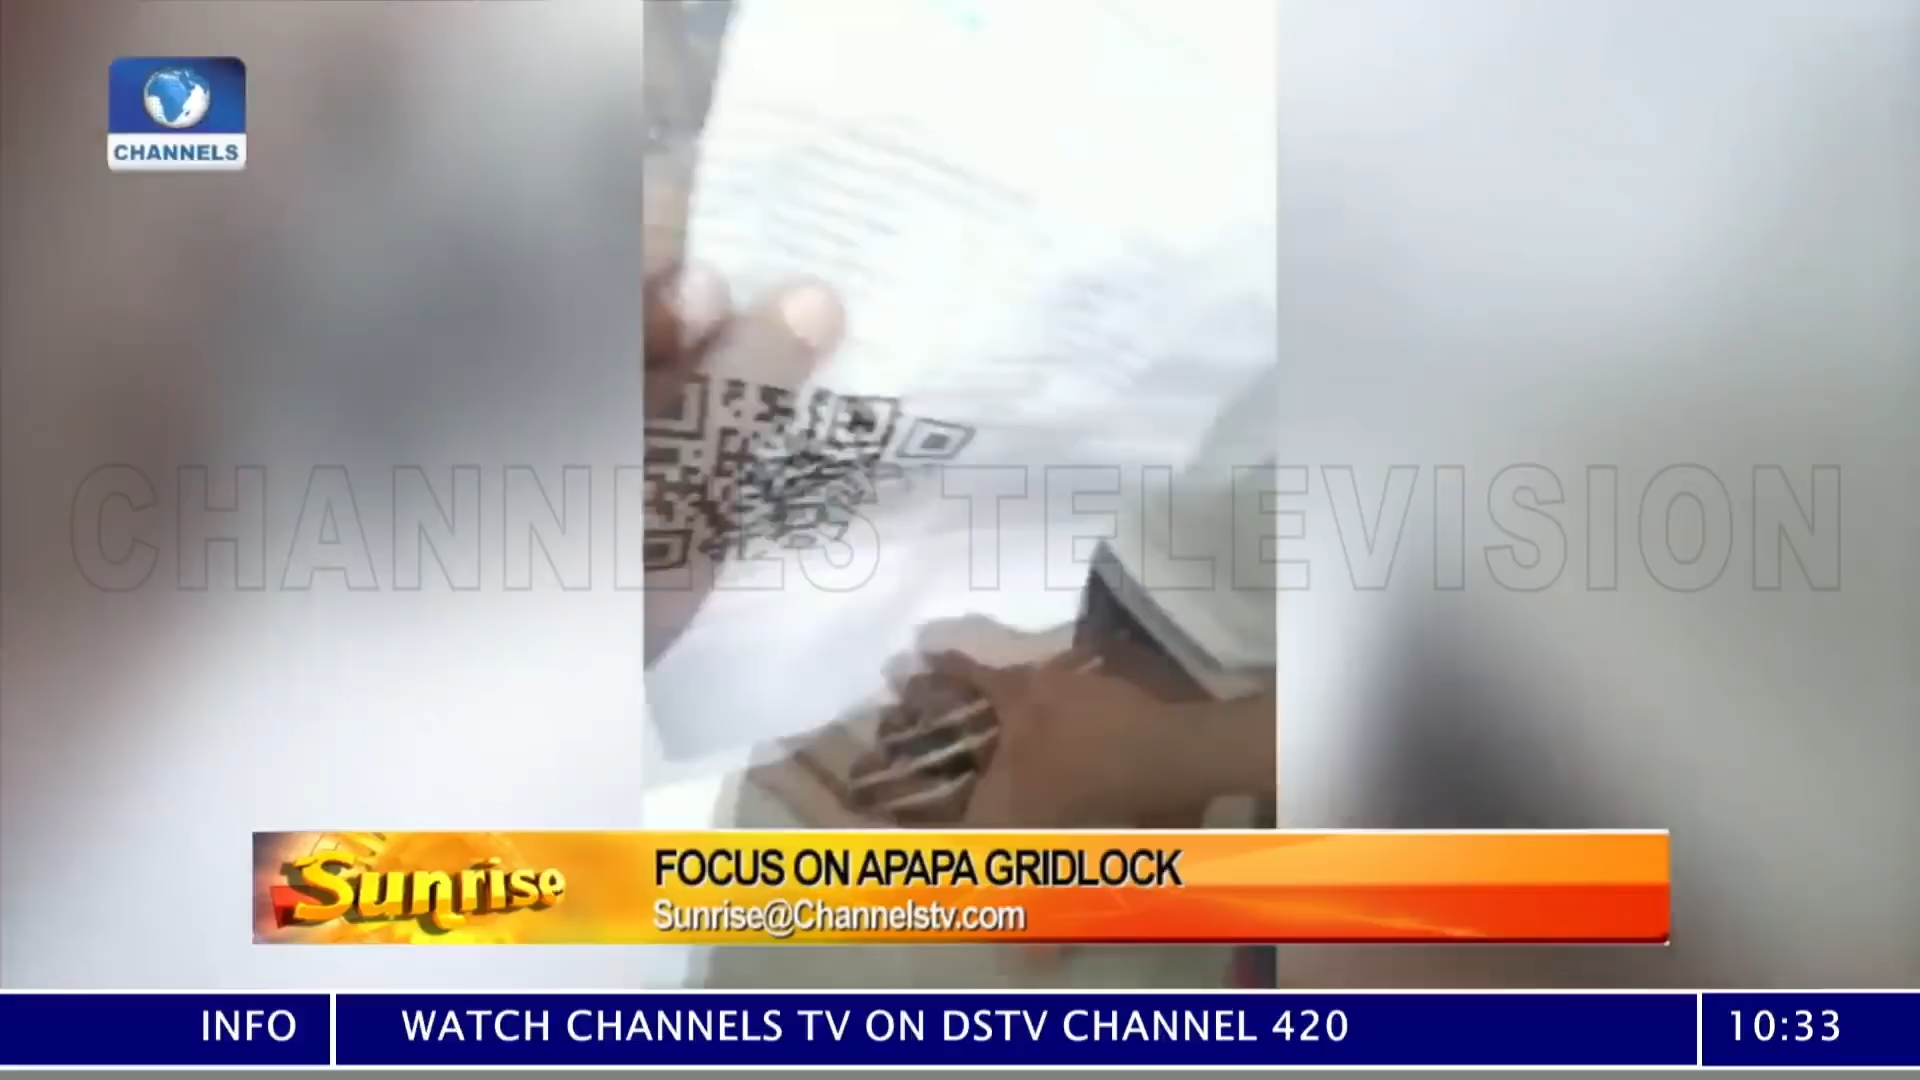 CHANNELS
CHANNELS TELEVISION
Sunrise
FOCUS ON APAPA GRIDLOCK
Sunrise@Channelstv.com
INFO
WATCH CHANNELS TV ON DSTV CHANNEL 420
10:33